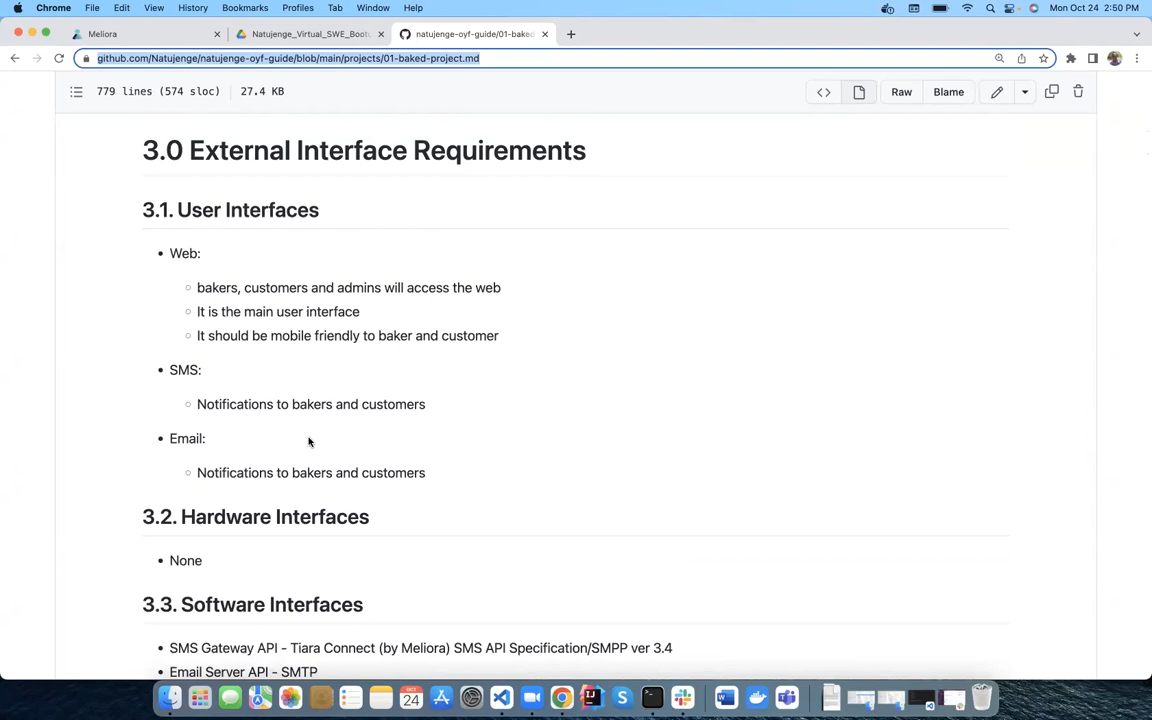 Chrome File Edit View History Bookmarks Profiles Tab Window Help Mon Oct 24 2:50 PM
Meliora
Natujenge_Virtual_SWE_Bootc
natujenge-oyf-guide/01-baked-
github.com/Natujenge/natujenge-oyf-guide/blob/main/projects/01-baked-project.md
779 lines (574 sloc) 27.4 KB
Raw Blame
3.0 External Interface Requirements
3.1. User Interfaces
• Web:
○ bakers, customers and admins will access the web
○ It is the main user interface
○ It should be mobile friendly to baker and customer
• SMS:
○ Notifications to bakers and customers
• Email:
○ Notifications to bakers and customers
3.2. Hardware Interfaces
• None
3.3. Software Interfaces
• SMS Gateway API - Tiara Connect (by Meliora) SMS API Specification/SMPP ver 3.4
• Email Server API - SMTP
OCT
24